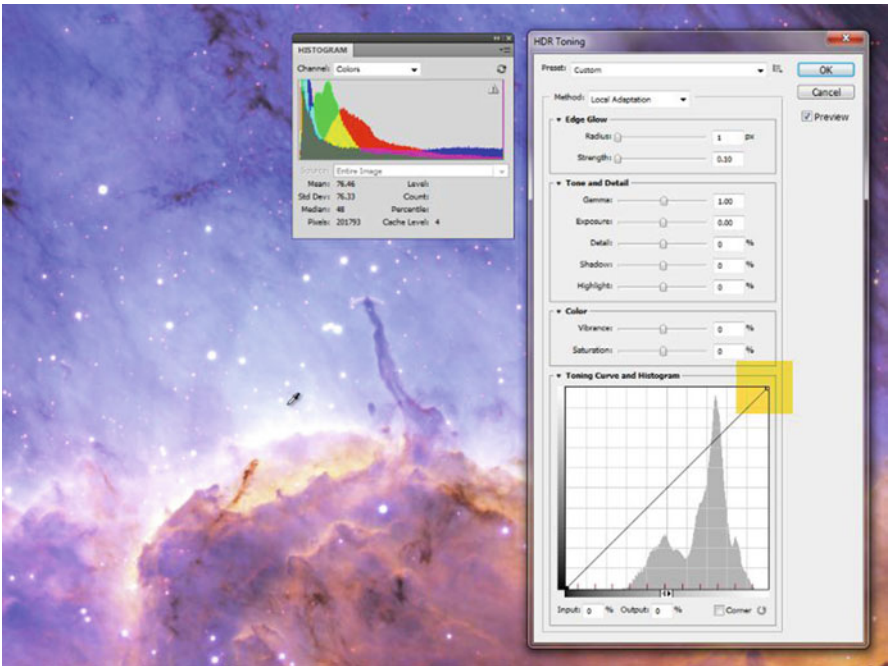 HISTOGRAM
Channel: Colors
Source: Entire Image
Mean: 76.46 Level:
Std Dev: 76.33 Count:
Median: 48 Percentile:
Pixels: 201793 Cache Level: 4
HDR Toning
Preset: Custom
OK
Cancel
Preview
Method: Local Adaptation
Edge Glow
Radius: 1 px
Strength: 0.10
Tone and Detail
Gamma: 1.00
Exposure: 0.00
Detail: 0 %
Shadow: 0 %
Highlight: 0 %
Color
Vibrance: 0 %
Saturation: 0 %
Toning Curve and Histogram
Input: 0 % Output: 0 % Corner